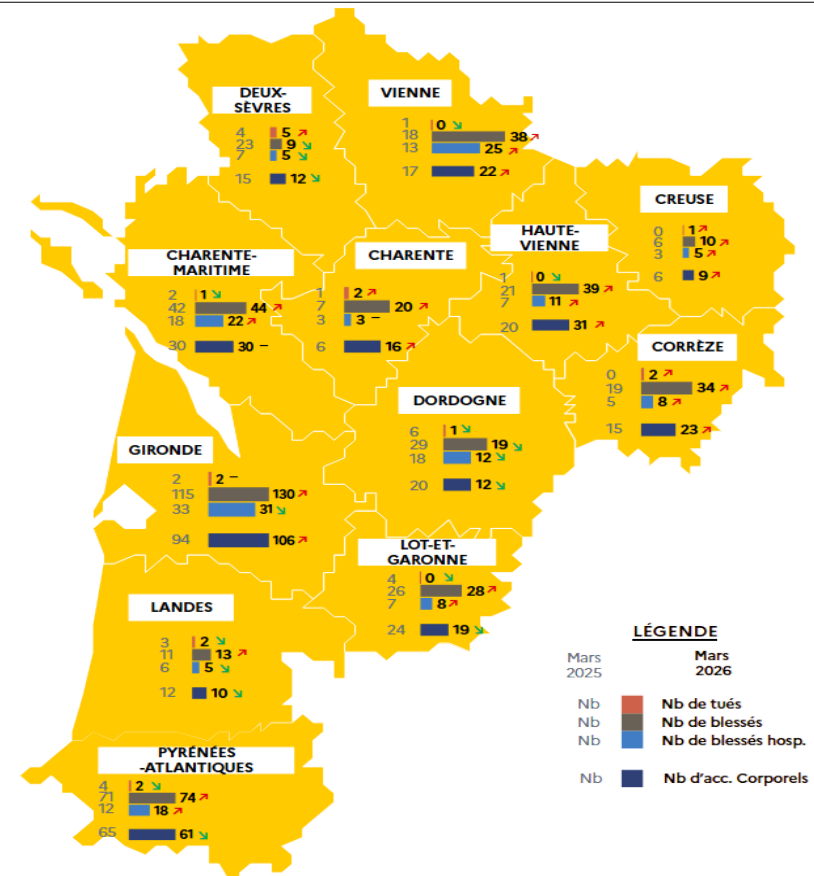 DEUX-
SÈVRES
4 5 ↗
23 9 ↘
7 5 ↘
15 12 ↘
VIENNE
1 0 ↘
18 38 ↗
13 25 ↗
17 22 ↗
CREUSE
0 1 ↗
6 10 ↗
3 5 ↗
6 9 ↗
HAUTE-
VIENNE
1 0 ↘
21 39 ↗
7 11 ↗
20 31 ↗
CHARENTE-
MARITIME
2 1 ↘
42 44 ↗
18 22 ↗
30 30 –
CHARENTE
1 2 ↗
7 20 ↗
3 3 –
6 16 ↗
CORRÈZE
0 2 ↗
19 34 ↗
5 8 ↗
15 23 ↗
DORDOGNE
6 1 ↘
29 19 ↘
18 12 ↘
20 12 ↘
GIRONDE
2 2 –
115 130 ↗
33 31 ↘
94 106 ↗
LOT-ET-
GARONNE
4 0 ↘
26 28 ↗
7 8 ↗
24 19 ↘
LANDES
3 2 ↘
11 13 ↗
6 5 ↘
12 10 ↘
PYRÉNÉES
-ATLANTIQUES
4 2 ↘
71 74 ↗
12 18 ↗
65 61 ↘
LÉGENDE
Mars Mars
2025 2026
Nb Nb de tués
Nb Nb de blessés
Nb Nb de blessés hosp.
Nb Nb d'acc. Corporels